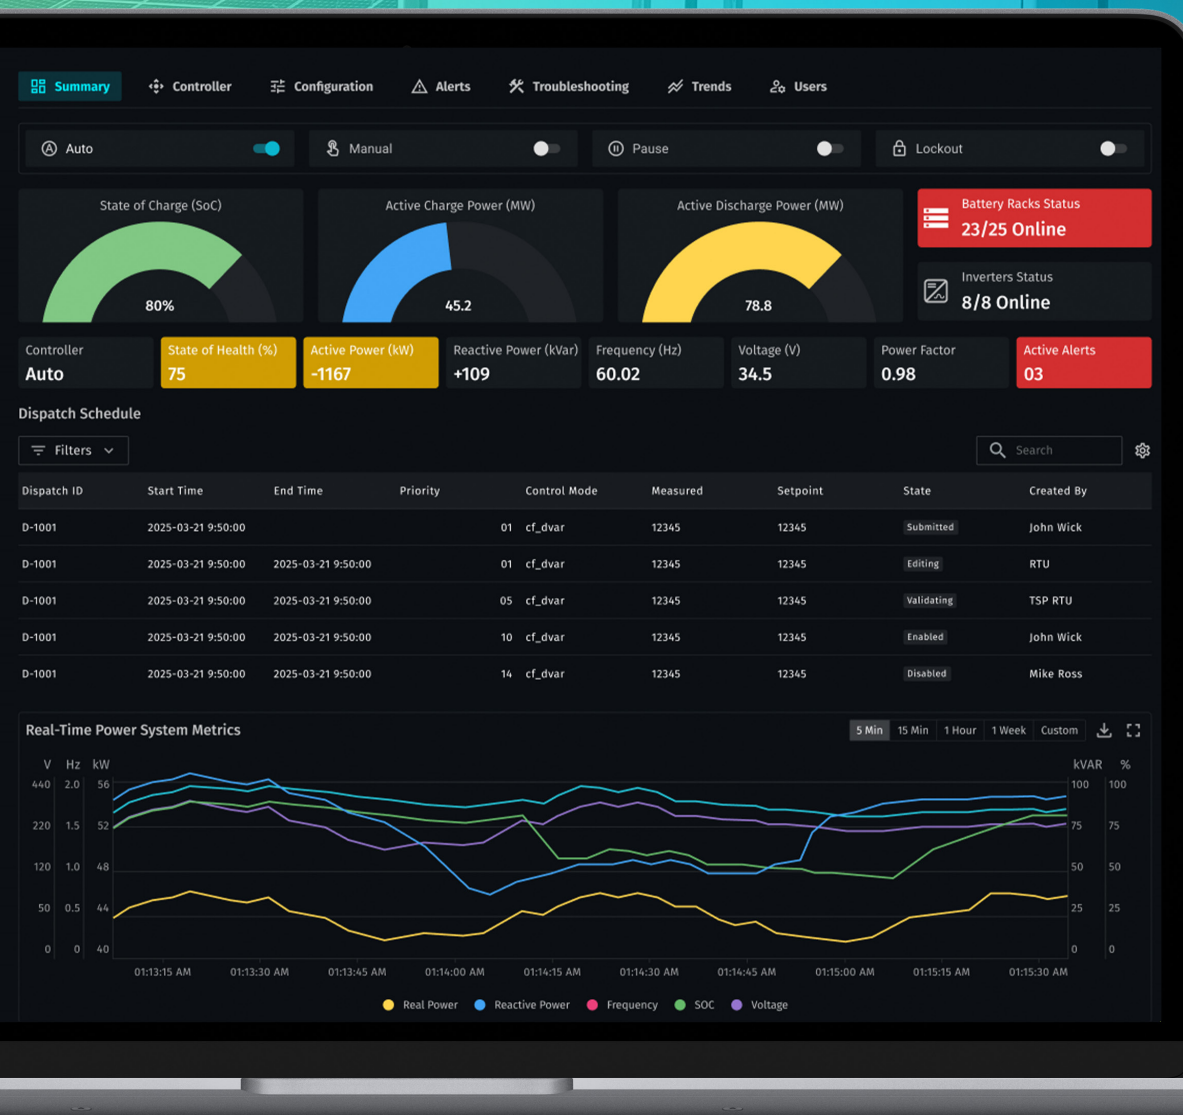 Summary Controller Configuration Alerts Troubleshooting Trends Users
Auto Manual Pause Lockout
State of Charge (SoC)
80%
Active Charge Power (MW)
45.2
Active Discharge Power (MW)
78.8
Battery Racks Status
23/25 Online
Inverters Status
8/8 Online
Controller
Auto
State of Health (%)
75
Active Power (kW)
-1167
Reactive Power (kVar)
+109
Frequency (Hz)
60.02
Voltage (V)
34.5
Power Factor
0.98
Active Alerts
03
Dispatch Schedule
Filters Search
Dispatch ID Start Time End Time Priority Control Mode Measured Setpoint State Created By
D-1001 2025-03-21 9:50:00 01 cf_dvar 12345 12345 Submitted John Wick
D-1001 2025-03-21 9:50:00 2025-03-21 9:50:00 01 cf_dvar 12345 12345 Editing RTU
D-1001 2025-03-21 9:50:00 2025-03-21 9:50:00 05 cf_dvar 12345 12345 Validating TSP RTU
D-1001 2025-03-21 9:50:00 2025-03-21 9:50:00 10 cf_dvar 12345 12345 Enabled John Wick
D-1001 2025-03-21 9:50:00 2025-03-21 9:50:00 14 cf_dvar 12345 12345 Disabled Mike Ross
Real-Time Power System Metrics 5 Min 15 Min 1 Hour 1 Week Custom
V Hz kW kVAR %
440 2.0 56 100 100
220 1.5 52 75 75
120 1.0 48 50 50
50 0.5 44 25 25
0 0 40 0 0
01:13:15 AM 01:13:30 AM 01:13:45 AM 01:14:00 AM 01:14:15 AM 01:14:30 AM 01:14:45 AM 01:15:00 AM 01:15:15 AM 01:15:30 AM
Real Power Reactive Power Frequency SOC Voltage